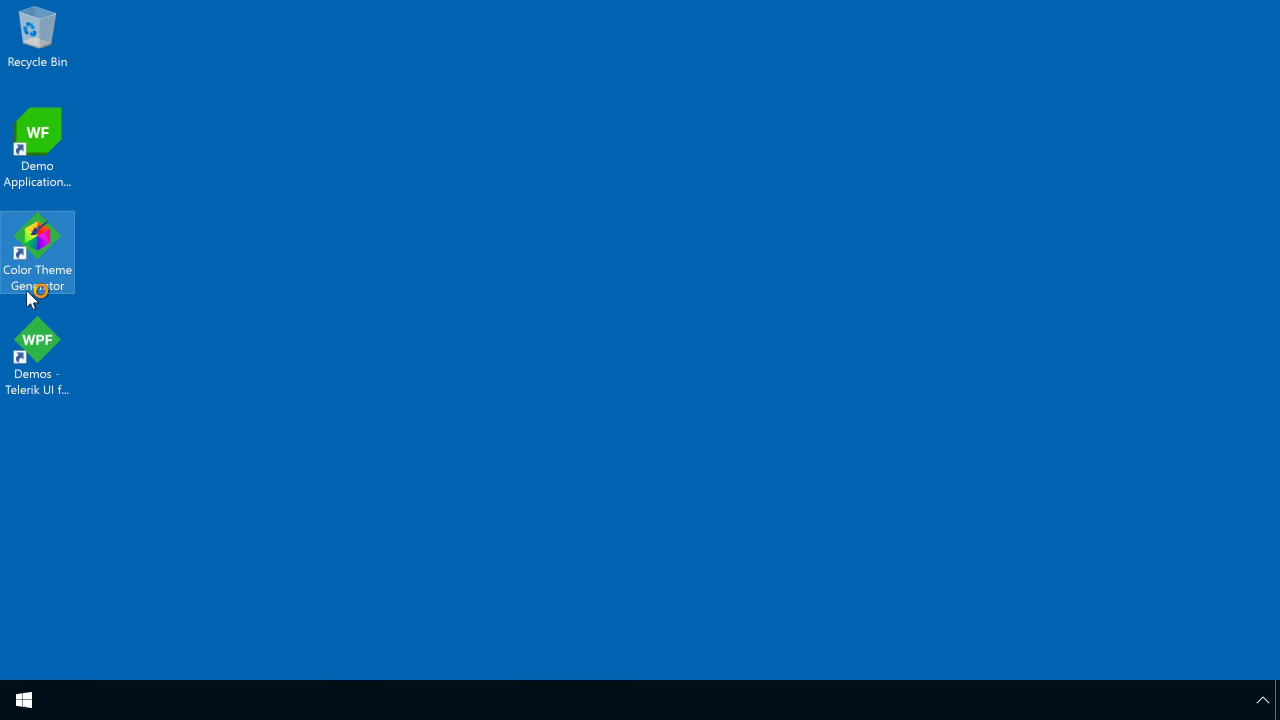 Recycle Bin
WF
Demo
Application...
Color Theme
Generator
WPF
Demos -
Telerik UI f...